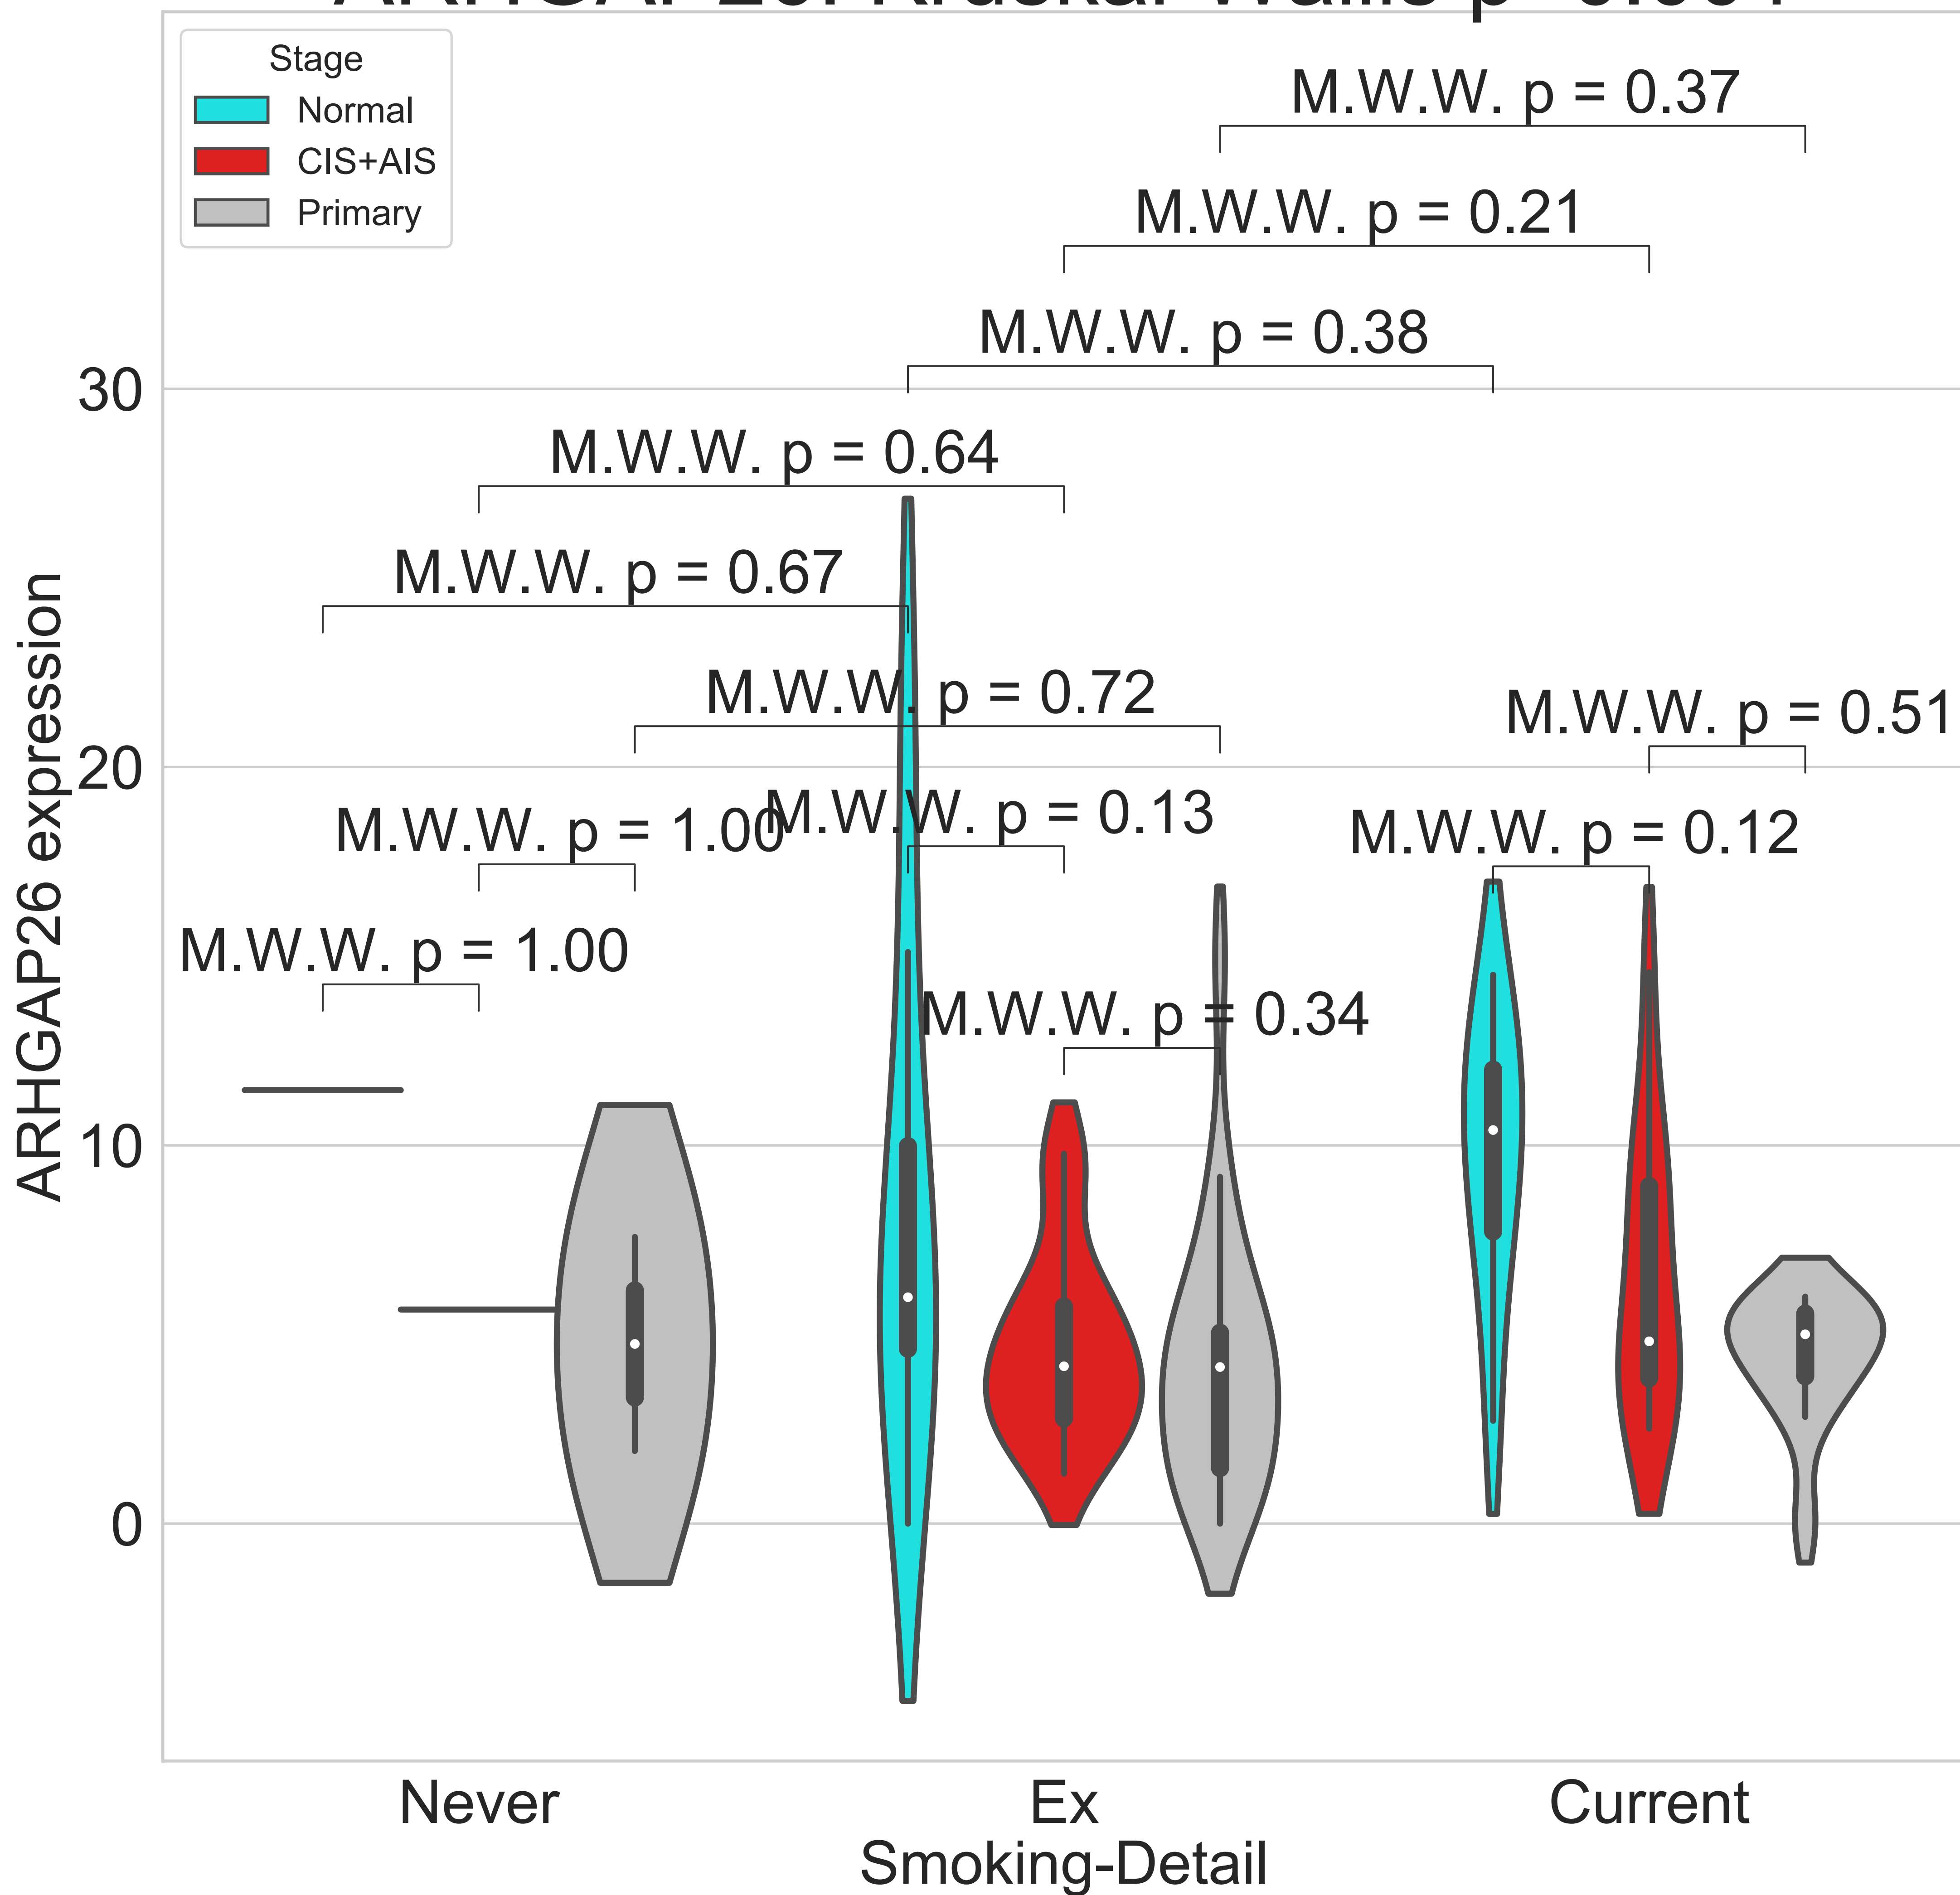 Stage
Normal
CIS+AIS
Primary
M.W.W. p = 0.37
M.W.W. p = 0.21
M.W.W. p = 0.38
M.W.W. p = 0.64
M.W.W. p = 0.67
M.W.W. p = 0.72
M.W.W. p = 0.51
M.W.W. p = 1.00
M.W.W. p = 0.13
M.W.W. p = 0.12
M.W.W. p = 1.00
M.W.W. p = 0.34
30
20
10
0
ARHGAP26 expression
Never
Ex
Current
Smoking-Detail